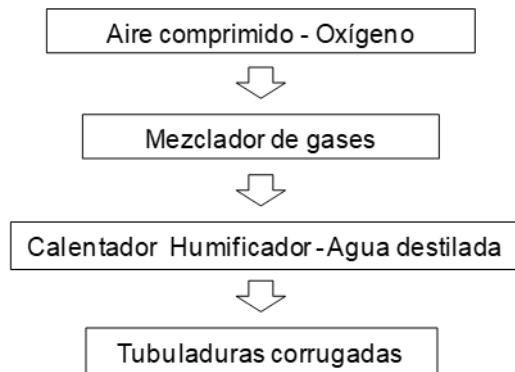 Aire comprimido - Oxígeno
Mezclador de gases
Calentador Humificador - Agua destilada
Tubuladuras corrugadas